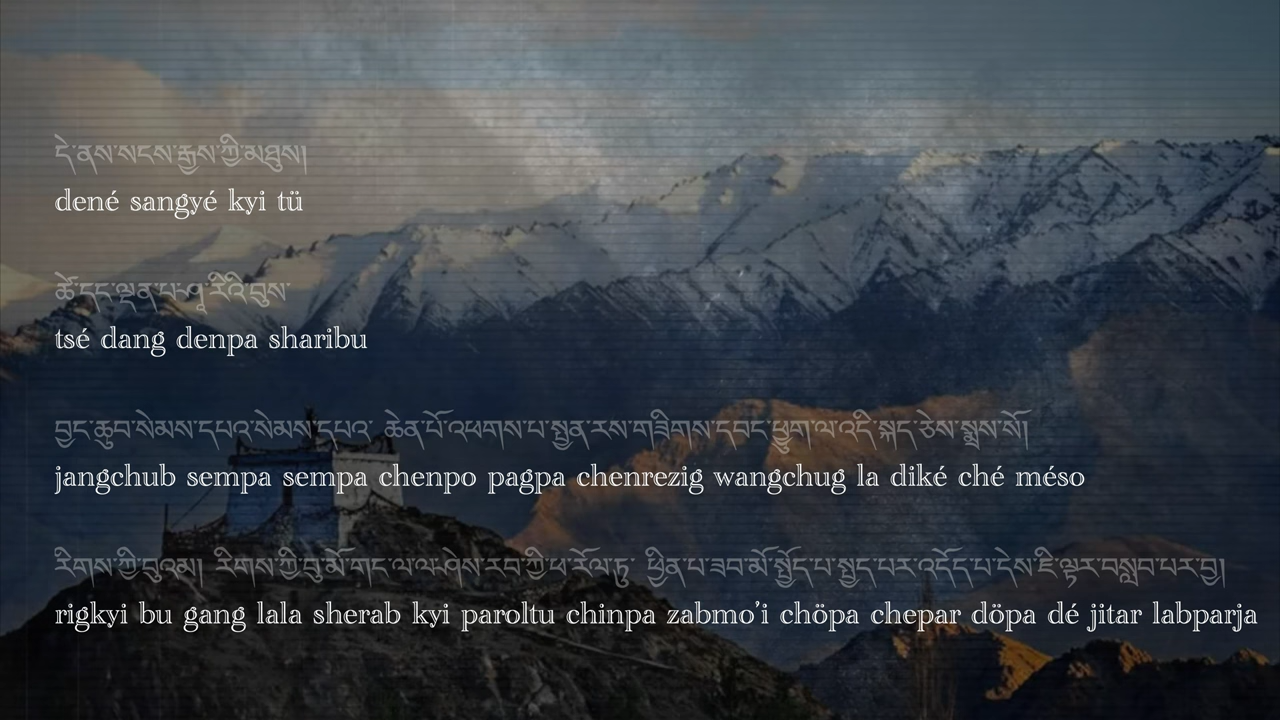 དེ་ནས་སངས་རྒྱས་ཀྱི་མཐུས།
dené sangyé kyi tü
ཚེ་དང་ལྡན་པ་ཤཱ་རིའི་བུས་
tsé dang denpa sharibu
བྱང་ཆུབ་སེམས་དཔའ་སེམས་དཔའ་ ཆེན་པོ་འཕགས་པ་སྤྱན་རས་གཟིགས་དབང་ཕྱུག་ལ་འདི་སྐད་ཅེས་སྨྲས་སོ།
jangchub sempa sempa chenpo pagpa chenrezig wangchug la diké ché méso
རིགས་ཀྱི་བུའམ། རིགས་ཀྱི་བུ་མོ་གང་ལ་ལ་ཤེས་རབ་ཀྱི་ཕ་རོལ་ཏུ་ ཕྱིན་པ་ཟབ་མོ་སྤྱོད་པ་སྤྱད་པར་འདོད་པ་དེས་ཇི་ལྟར་བསླབ་པར་བྱ།
rigkyi bu gang lala sherab kyi paroltu chinpa zabmo’i chöpa chepar döpa dé jitar labparja